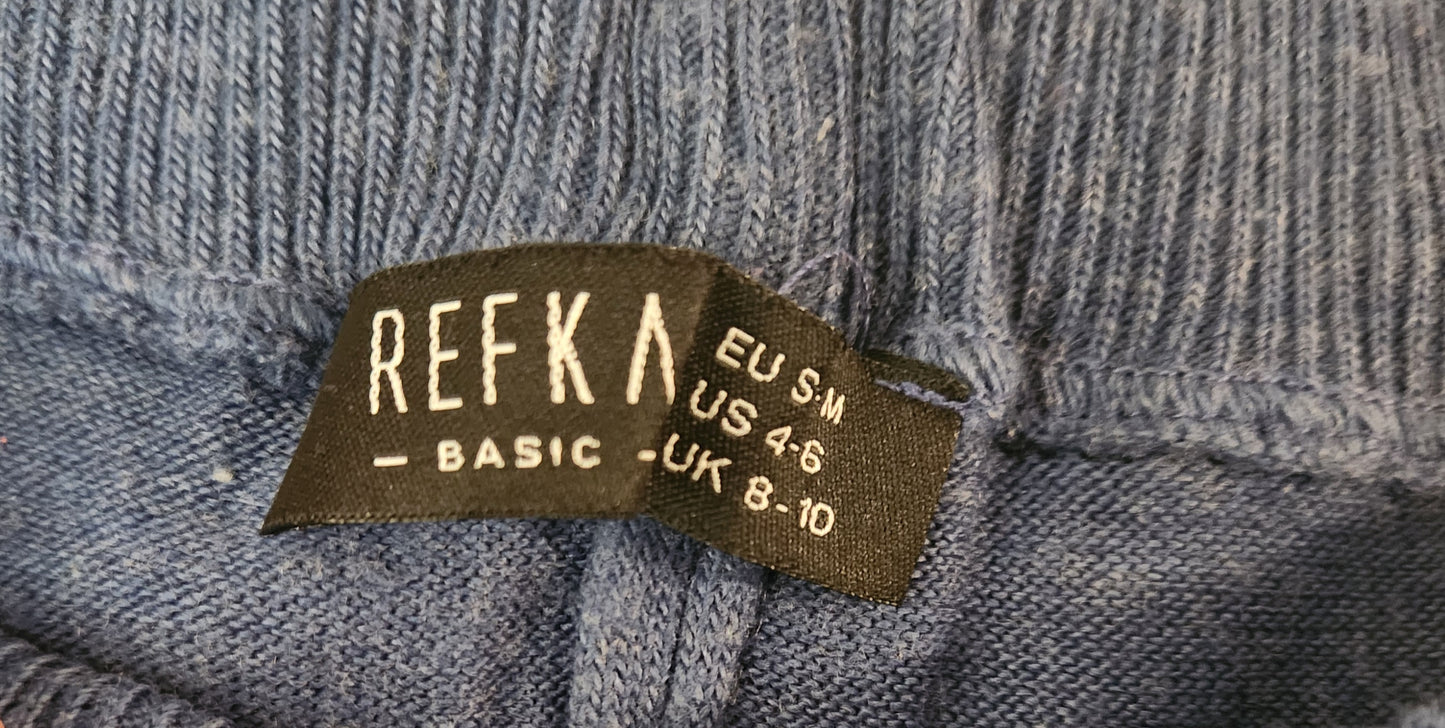 REFKA
— BASIC -
EU S-M
US 4-6
UK 8-10